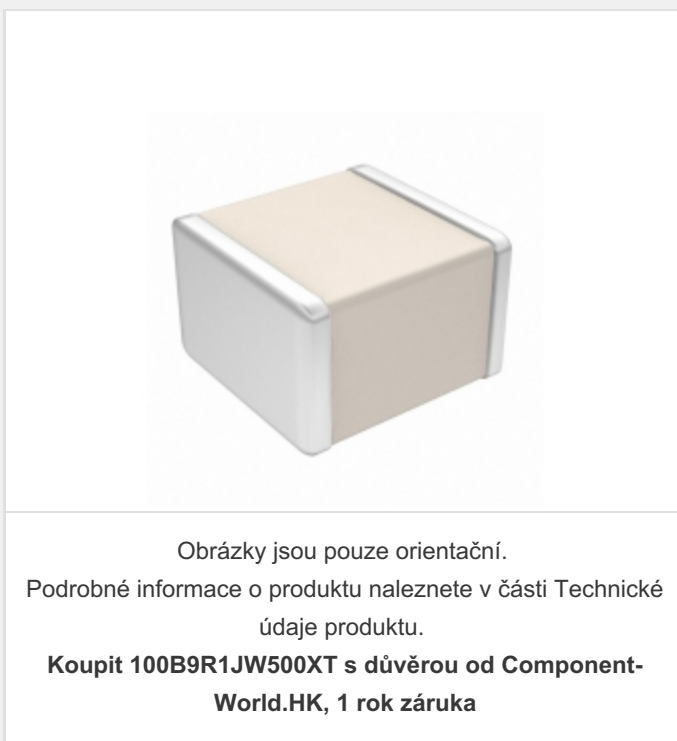 Obrázky jsou pouze orientační.
Podrobné informace o produktu naleznete v části Technické
údaje produktu.
Koupit 100B9R1JW500XT s důvěrou od Component-
World.HK, 1 rok záruka